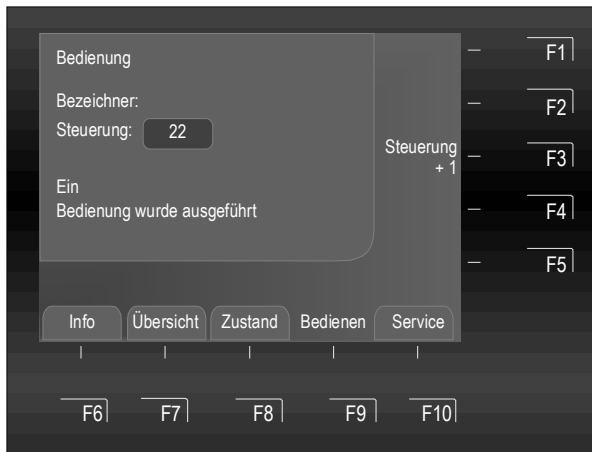 Bedienung
Bezeichner:
Steuerung: 22
Ein
Bedienung wurde ausgeführt
Steuerung
+ 1
F1
F2
F3
F4
F5
Info Übersicht Zustand Bedienen Service
F6 F7 F8 F9 F10